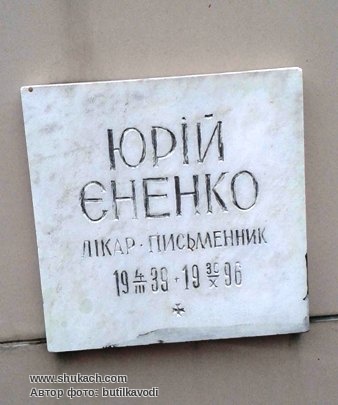 ЮРІЙ
ЄНЕНКО
ЛІКАР · ПИСЬМЕННИК
19 4/III 39 · 19 30/X 96
www.shukach.com
Автор фото: butilkavodi